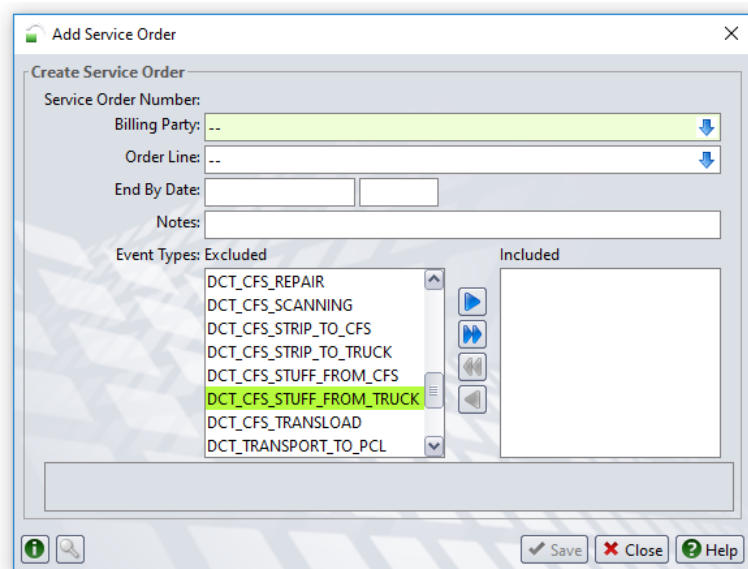 Add Service Order
Create Service Order
Service Order Number:
Billing Party: --
Order Line: --
End By Date:
Notes:
Event Types: Excluded Included
DCT_CFS_REPAIR
DCT_CFS_SCANNING
DCT_CFS_STRIP_TO_CFS
DCT_CFS_STRIP_TO_TRUCK
DCT_CFS_STUFF_FROM_CFS
DCT_CFS_STUFF_FROM_TRUCK
DCT_CFS_TRANSLOAD
DCT_TRANSPORT_TO_PCL
Save Close Help